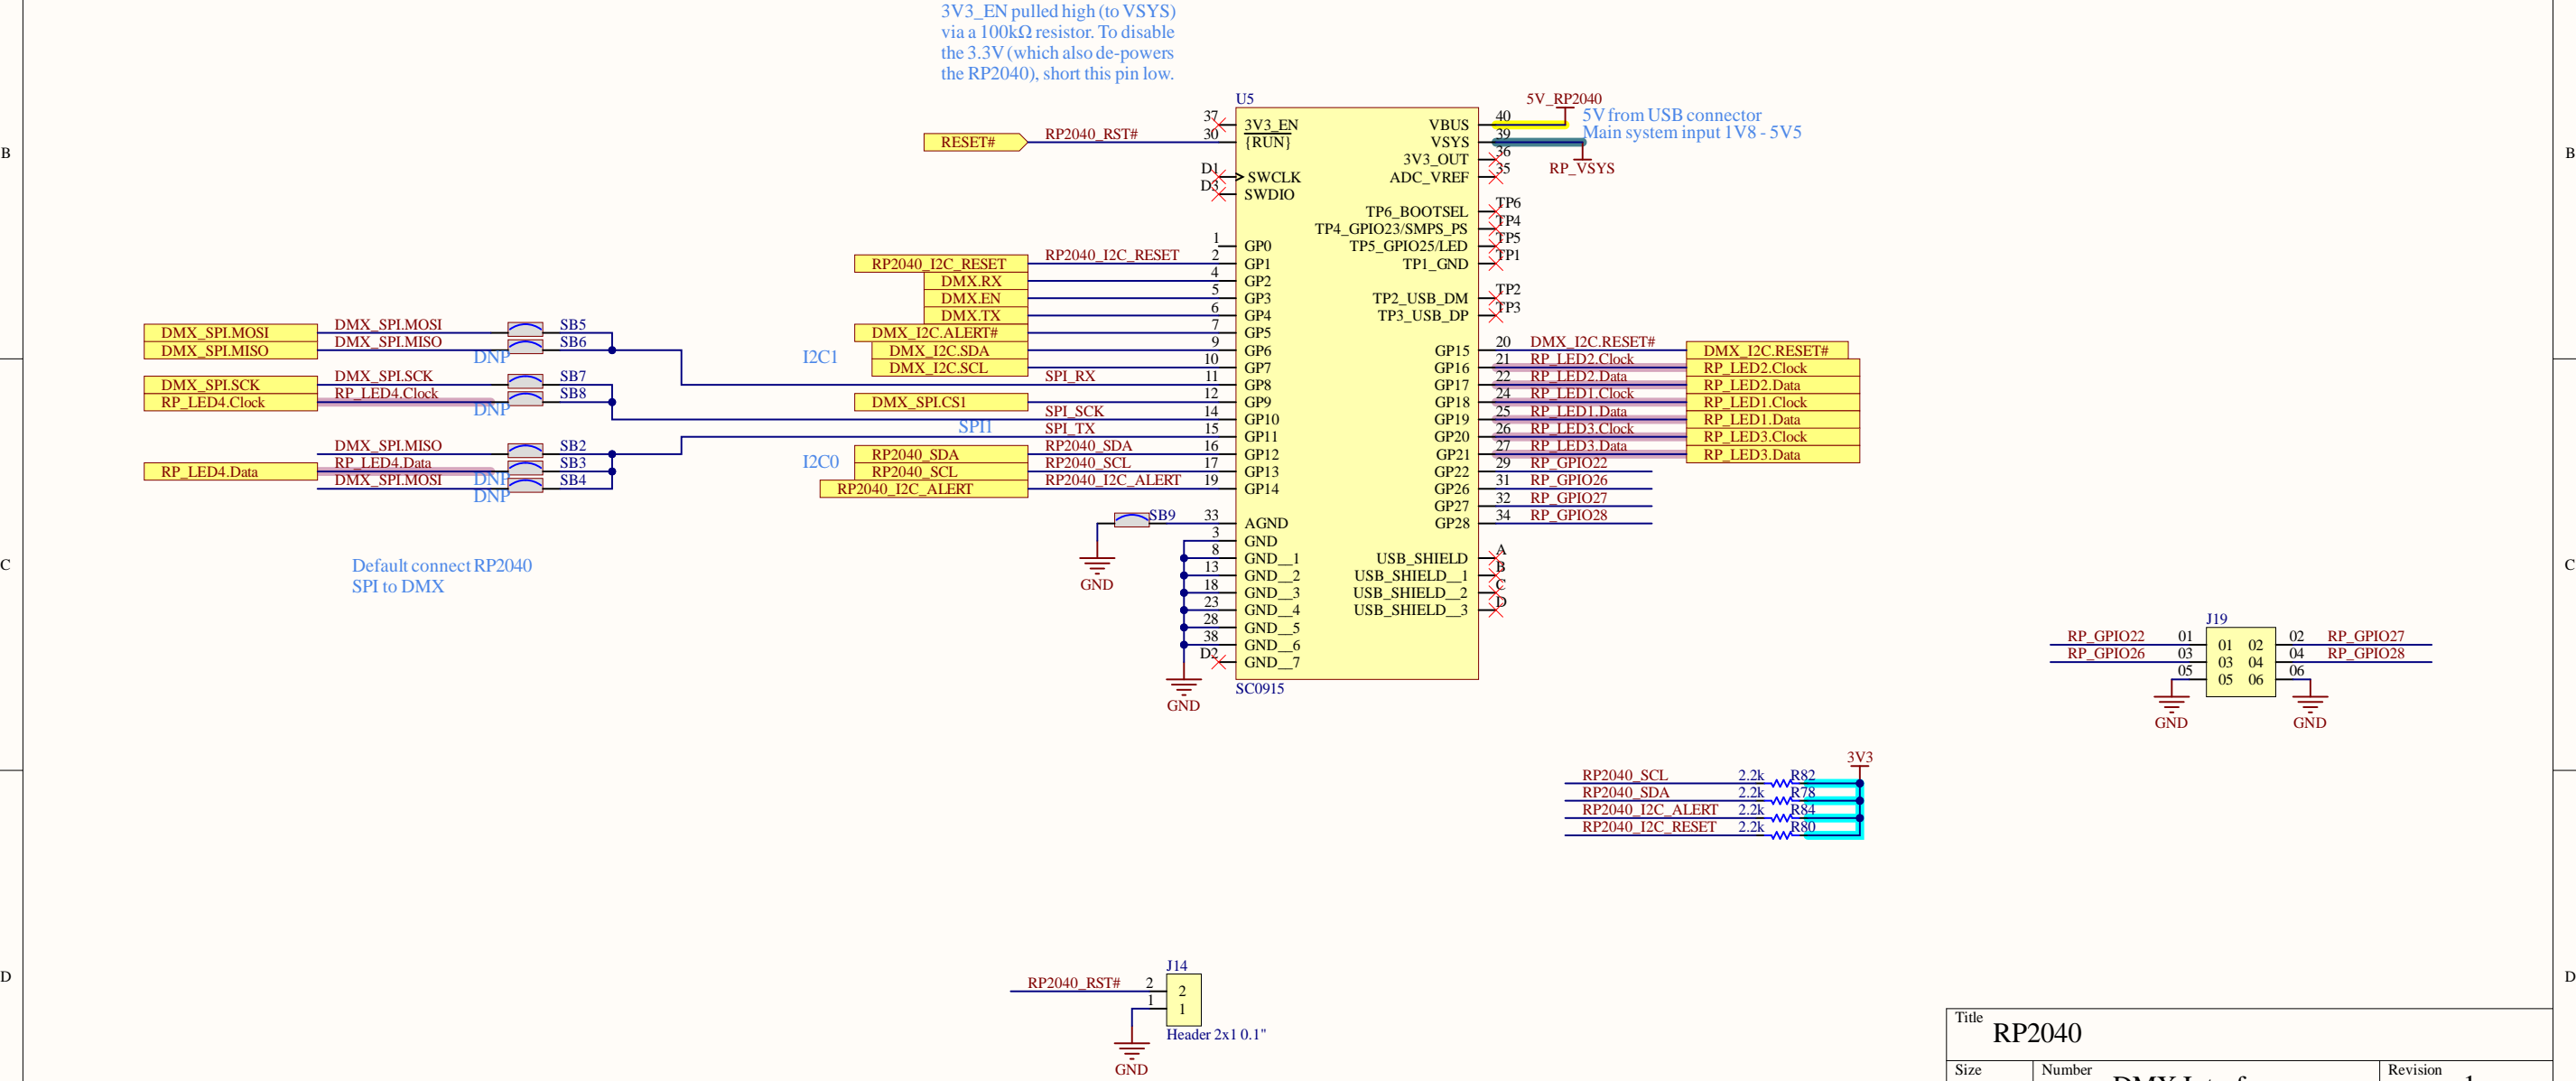 3V3_EN pulled high (to VSYS)
via a 100kΩ resistor. To disable
the 3.3V (which also de-powers
the RP2040), short this pin low.
B
B
C
C
D
D
U5
37 3V3_EN
RESET# RP2040_RST# 30 {RUN}
D1 SWCLK
D3 SWDIO
1 GP0
RP2040_I2C_RESET RP2040_I2C_RESET 2 GP1
DMX.RX 4 GP2
DMX.EN 5 GP3
DMX.TX 6 GP4
DMX_I2C.ALERT# 7 GP5
I2C1
DMX_I2C.SDA 9 GP6
DMX_I2C.SCL 10 GP7
SPI_RX 11 GP8
DMX_SPI.CS1 12 GP9
SPI_SCK 14 GP10
SPI1
SPI_TX 15 GP11
I2C0
RP2040_SDA RP2040_SDA 16 GP12
RP2040_SCL RP2040_SCL 17 GP13
RP2040_I2C_ALERT RP2040_I2C_ALERT 19 GP14
SB9 33 AGND
GND
3 GND
8 GND__1
13 GND__2
18 GND__3
23 GND__4
28 GND__5
38 GND__6
D2 GND__7
GND
SC0915
VBUS 40 5V_RP2040
5V from USB connector
VSYS 39 RP_VSYS
Main system input 1V8 - 5V5
3V3_OUT 36
ADC_VREF 35
TP6_BOOTSEL TP6
TP4_GPIO23/SMPS_PS TP4
TP5_GPIO25/LED TP5
TP1_GND TP1
TP2_USB_DM TP2
TP3_USB_DP TP3
GP15 20 DMX_I2C.RESET# DMX_I2C.RESET#
GP16 21 RP_LED2.Clock RP_LED2.Clock
GP17 22 RP_LED2.Data RP_LED2.Data
GP18 24 RP_LED1.Clock RP_LED1.Clock
GP19 25 RP_LED1.Data RP_LED1.Data
GP20 26 RP_LED3.Clock RP_LED3.Clock
GP21 27 RP_LED3.Data RP_LED3.Data
GP22 29 RP_GPIO22
GP26 31 RP_GPIO26
GP27 32 RP_GPIO27
GP28 34 RP_GPIO28
USB_SHIELD A
USB_SHIELD__1 B
USB_SHIELD__2 C
USB_SHIELD__3 D
DMX_SPI.MOSI DMX_SPI.MOSI SB5
DMX_SPI.MISO DMX_SPI.MISO DNP SB6
DMX_SPI.SCK DMX_SPI.SCK SB7
RP_LED4.Clock RP_LED4.Clock DNP SB8
DMX_SPI.MISO SB2
RP_LED4.Data RP_LED4.Data DNP SB3
DMX_SPI.MOSI DNP SB4
Default connect RP2040
SPI to DMX
J19
RP_GPIO22 01 01 02 02 RP_GPIO27
RP_GPIO26 03 03 04 04 RP_GPIO28
05 05 06 06
GND GND
3V3
RP2040_SCL 2.2k R82
RP2040_SDA 2.2k R78
RP2040_I2C_ALERT 2.2k R84
RP2040_I2C_RESET 2.2k R80
J14
RP2040_RST# 2 2
1 1
Header 2x1 0.1"
GND
Title
RP2040
Size Number Revision